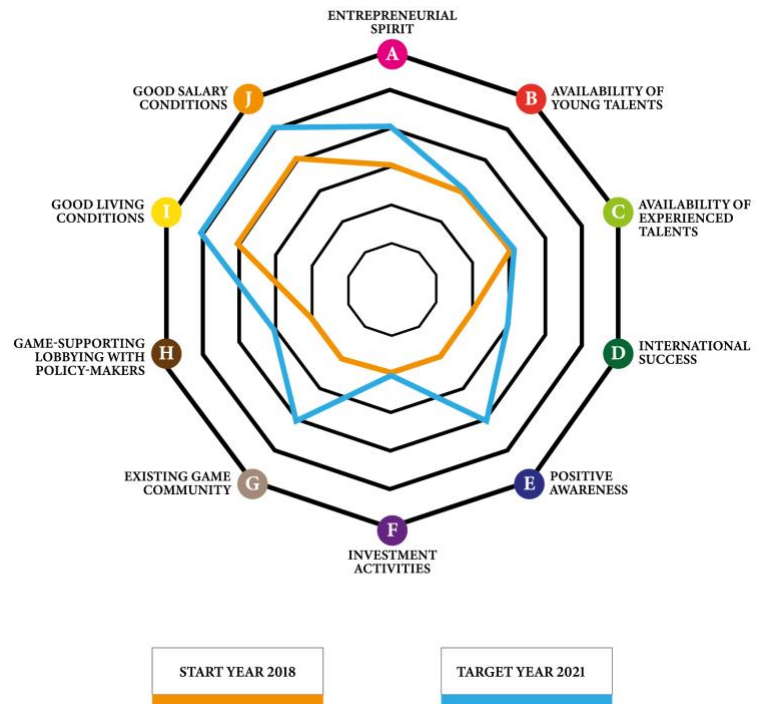 ENTREPRENEURIAL
SPIRIT
A
GOOD SALARY
CONDITIONS
J
B
AVAILABILITY OF
YOUNG TALENTS
GOOD LIVING
CONDITIONS
I
C
AVAILABILITY OF
EXPERIENCED
TALENTS
GAME-SUPPORTING
LOBBYING WITH
POLICY-MAKERS
H
D
INTERNATIONAL
SUCCESS
EXISTING GAME
COMMUNITY
G
E
POSITIVE
AWARENESS
F
INVESTMENT
ACTIVITIES
START YEAR 2018
TARGET YEAR 2021